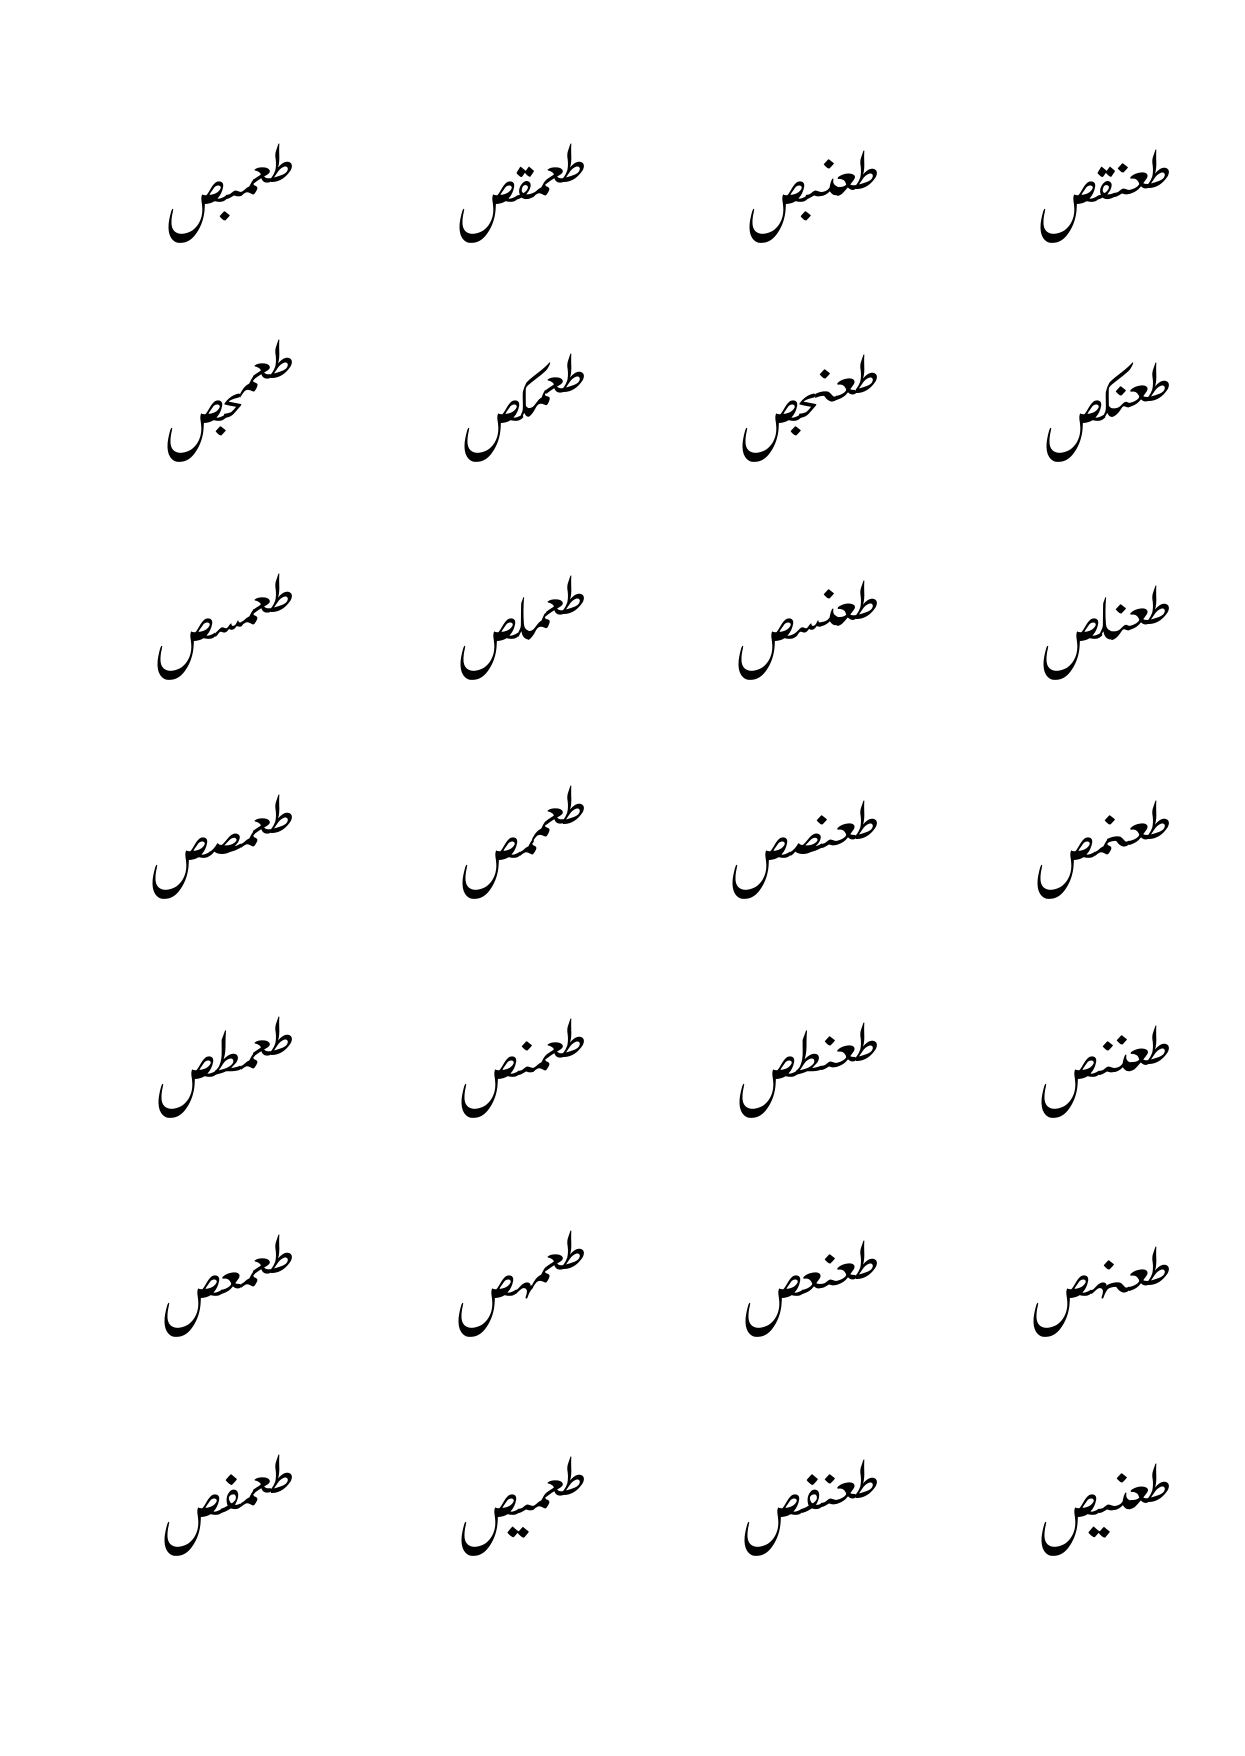 طعنقص طعنبص طعمقص طعمبص
طعنكص طعنجص طعمكص طعمجص
طعنلص طعنسص طعملص طعمسص
طعنمص طعنصص طعممص طعمصص
طعننص طعنطص طعمنص طعمطص
طعنهص طعنعص طعمهص طعمعص
طعنيص طعنفص طعميص طعمفص